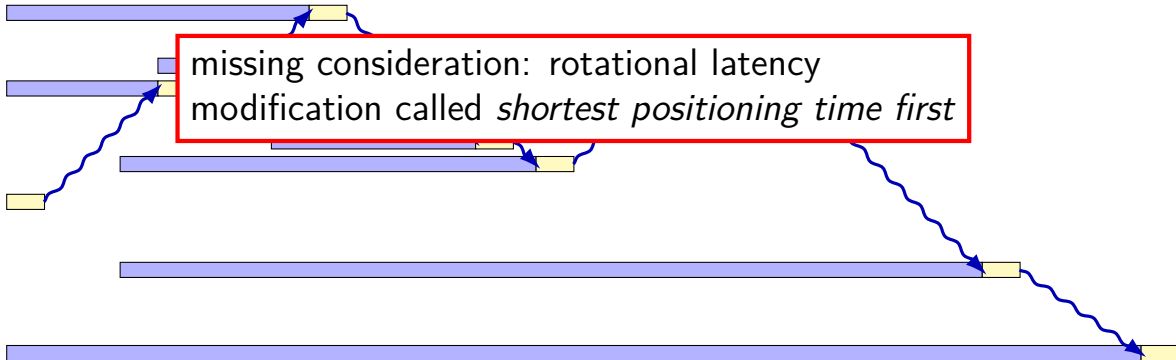 missing consideration: rotational latency
modification called shortest positioning time first